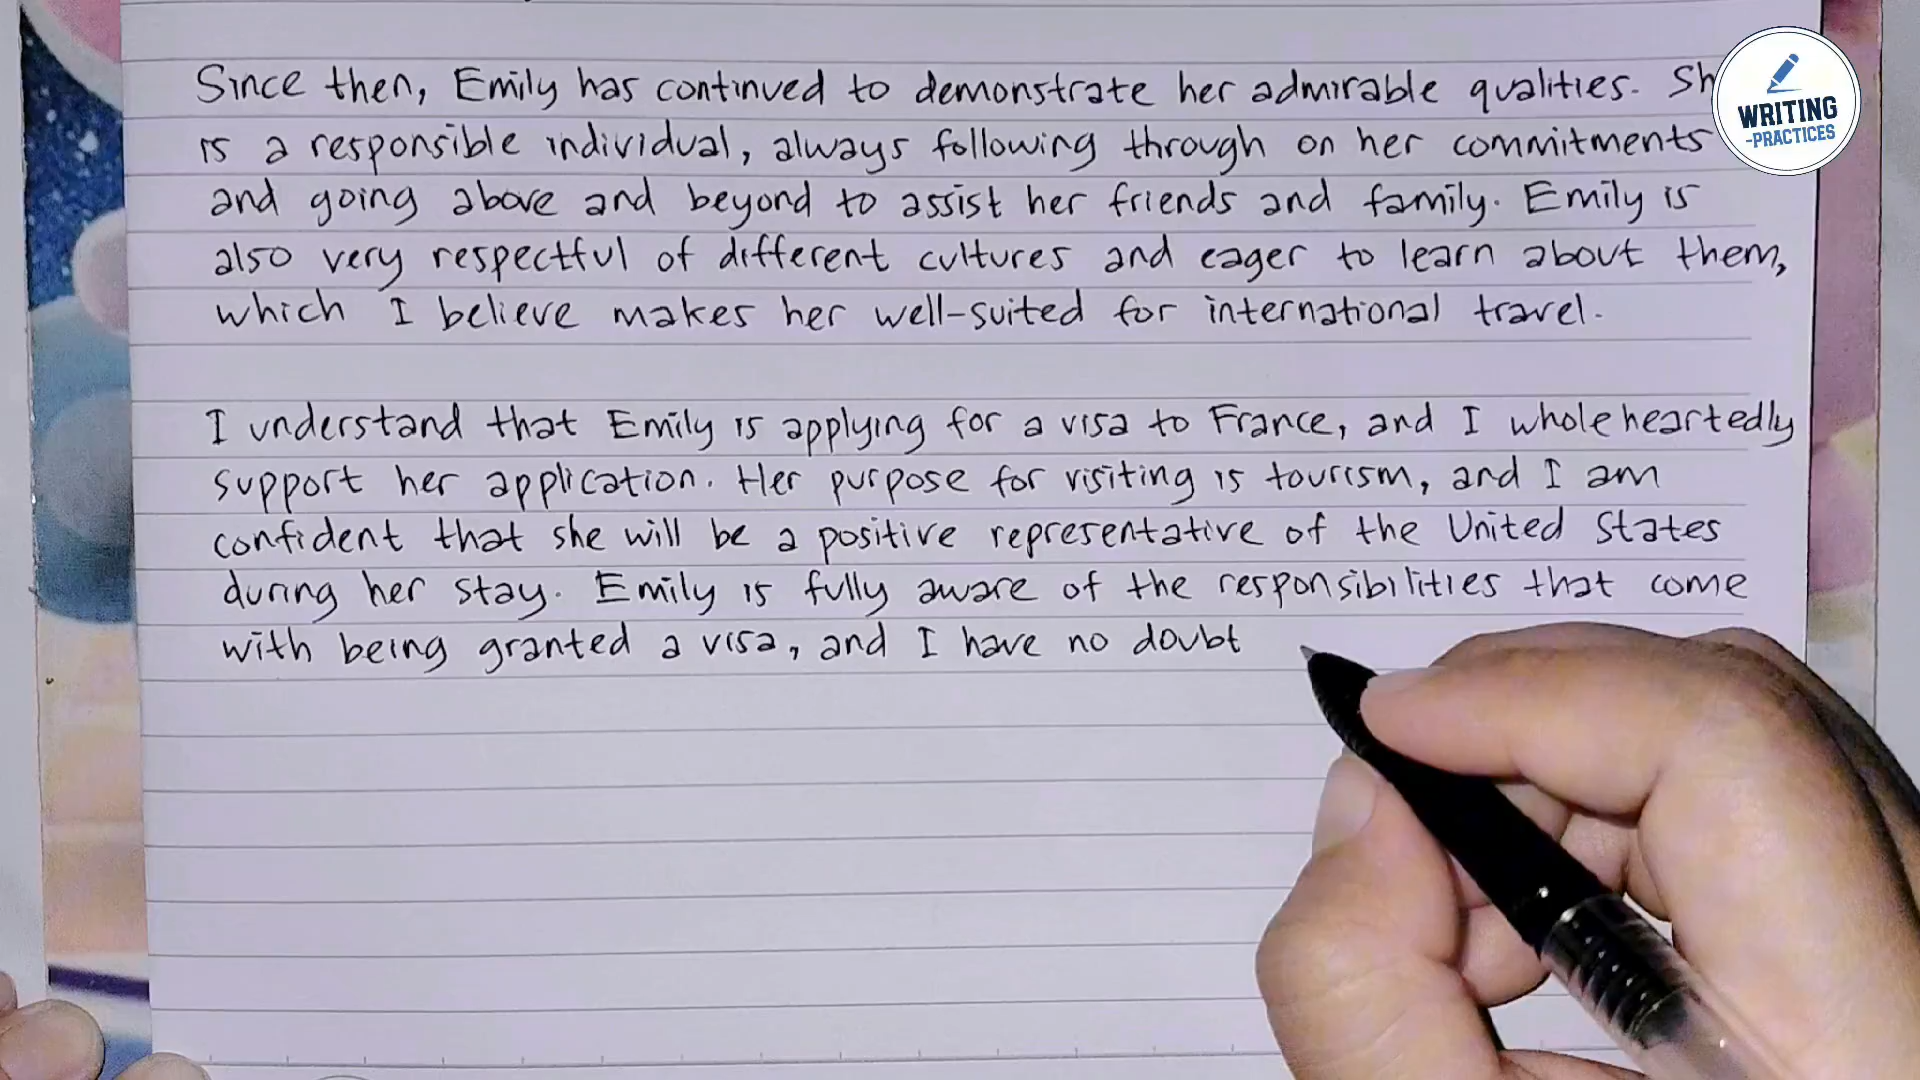 Since then, Emily has continued to demonstrate her admirable qualities. Sh
is a responsible individual, always following through on her commitments
and going above and beyond to assist her friends and family. Emily is
also very respectful of different cultures and eager to learn about them,
which I believe makes her well-suited for international travel.
I understand that Emily is applying for a visa to France, and I wholeheartedly
support her application. Her purpose for visiting is tourism, and I am
confident that she will be a positive representative of the United States
during her stay. Emily is fully aware of the responsibilities that come
with being granted a visa, and I have no doubt
WRITING
-PRACTICES